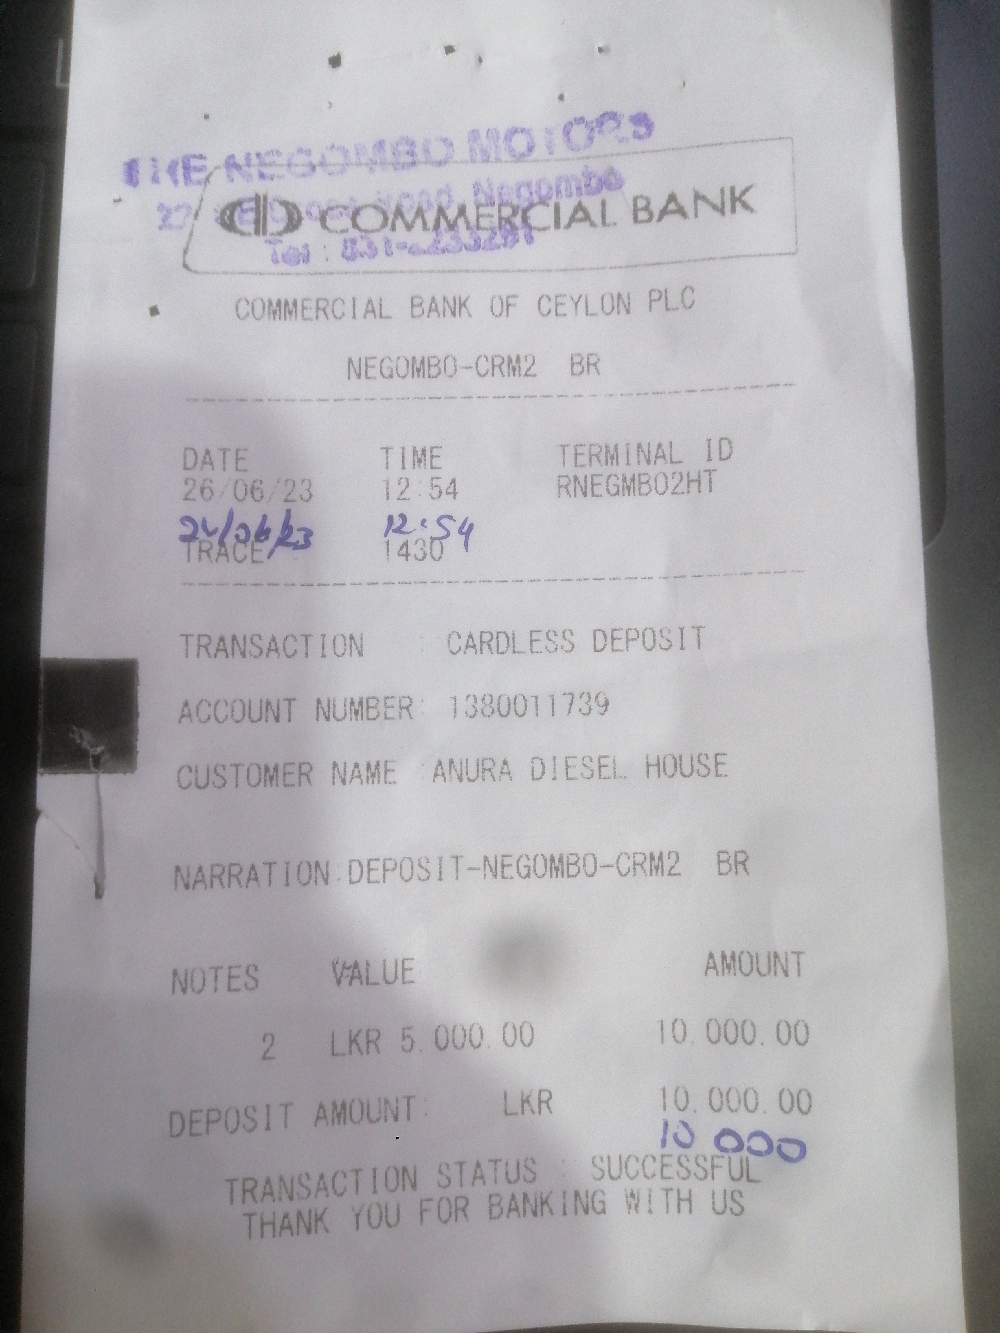 THE NEGOMBO MOTORS
Road, Negombo
COMMERCIAL BANK
Tel :
COMMERCIAL BANK OF CEYLON PLC
NEGOMBO-CRM2 BR
DATE TIME TERMINAL ID
26/06/23 12:54 RNEGMB02HT
26/06/23 12:54
TRACE 1430
TRANSACTION : CARDLESS DEPOSIT
ACCOUNT NUMBER: 1380011739
CUSTOMER NAME :ANURA DIESEL HOUSE
NARRATION:DEPOSIT-NEGOMBO-CRM2 BR
NOTES VALUE AMOUNT
2 LKR 5,000.00 10,000.00
DEPOSIT AMOUNT: LKR 10,000.00
10 000
TRANSACTION STATUS : SUCCESSFUL
THANK YOU FOR BANKING WITH US